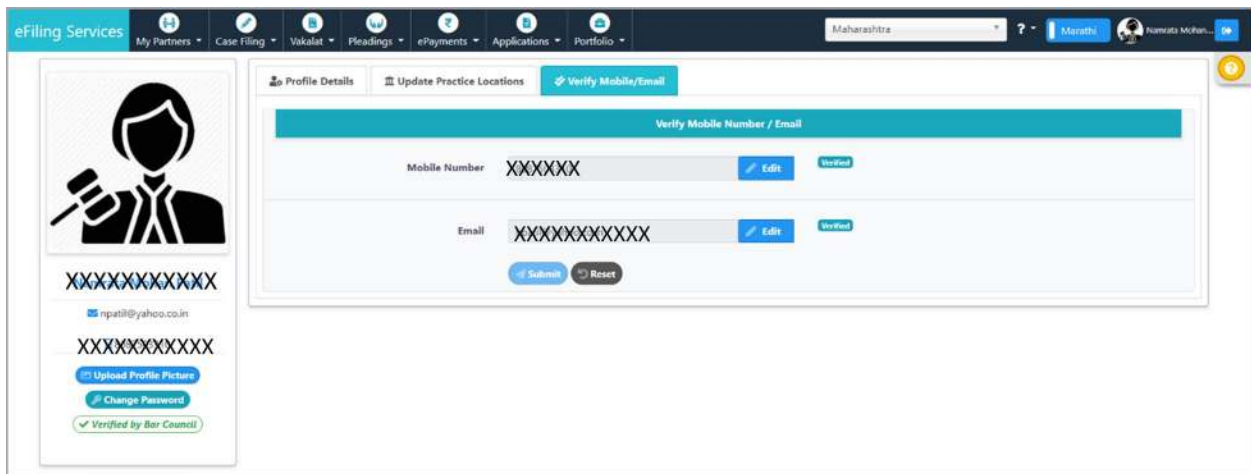 eFiling Services My Partners Case Filing Vakalat Pleadings ePayments Applications Portfolio Maharashtra ? Marathi Namrata Mohan...
Profile Details Update Practice Locations Verify Mobile/Email
Verify Mobile Number / Email
Mobile Number XXXXXX Edit Verified
Email XXXXXXXXXXX Edit Verified
Submit Reset
XXXXXXXXXXX
npatil@yahoo.co.in
XXXXXXXXXXX
Upload Profile Picture
Change Password
Verified by Bar Council